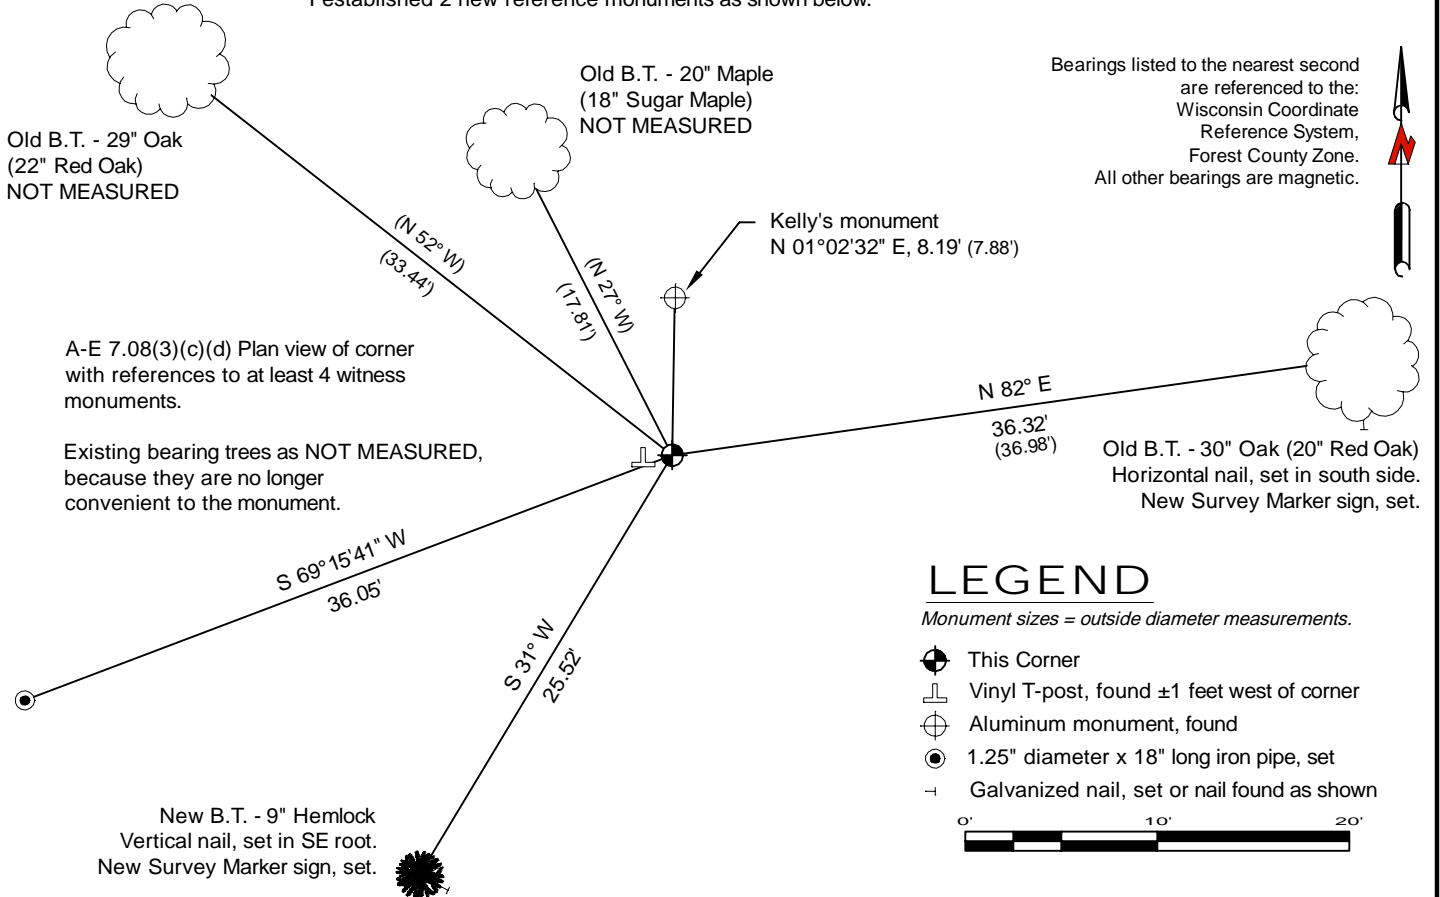 I established 2 new reference monuments as shown below.
Old B.T. - 20" Maple
(18" Sugar Maple)
NOT MEASURED
Bearings listed to the nearest second
are referenced to the:
Wisconsin Coordinate
Reference System,
Forest County Zone.
All other bearings are magnetic.
N
Old B.T. - 29" Oak
(22" Red Oak)
NOT MEASURED
(N 52° W)
(33.44')
(N 27° W)
(17.81')
Kelly's monument
N 01°02'32" E, 8.19' (7.88')
A-E 7.08(3)(c)(d) Plan view of corner
with references to at least 4 witness
monuments.
Existing bearing trees as NOT MEASURED,
because they are no longer
convenient to the monument.
N 82° E
36.32'
(36.98')
Old B.T. - 30" Oak (20" Red Oak)
Horizontal nail, set in south side.
New Survey Marker sign, set.
S 69°15'41" W
36.05'
S 31° W
25.52'
New B.T. - 9" Hemlock
Vertical nail, set in SE root.
New Survey Marker sign, set.
LEGEND
Monument sizes = outside diameter measurements.
This Corner
Vinyl T-post, found ±1 feet west of corner
Aluminum monument, found
1.25" diameter x 18" long iron pipe, set
Galvanized nail, set or nail found as shown
0' 10' 20'